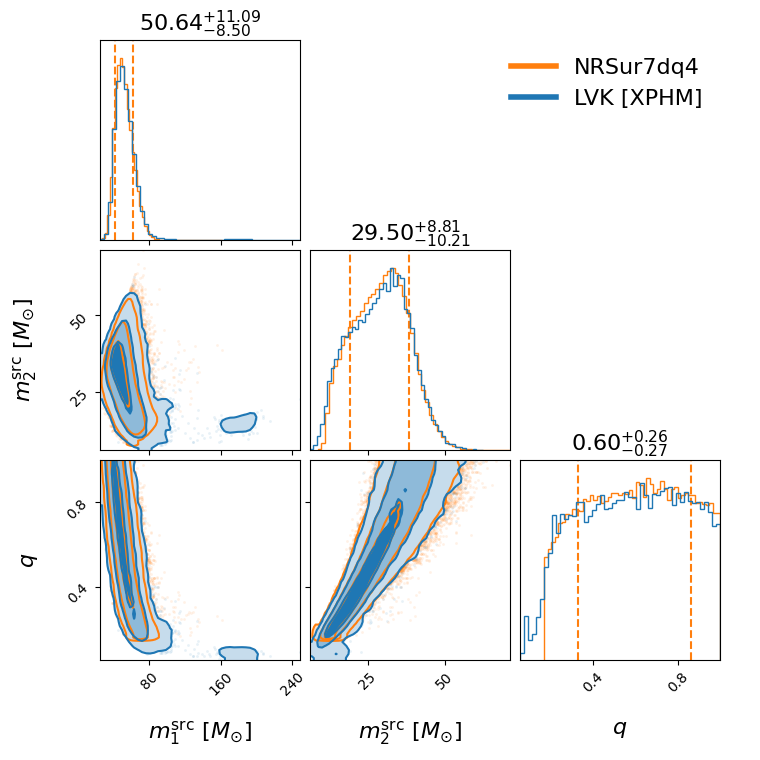 50.64+11.09−8.50
NRSur7dq4
LVK [XPHM]
29.50+8.81−10.21
m2src [M⊙]
50
25
0.60+0.26−0.27
q
0.8
0.4
80
160
240
25
50
0.4
0.8
m1src [M⊙]
m2src [M⊙]
q